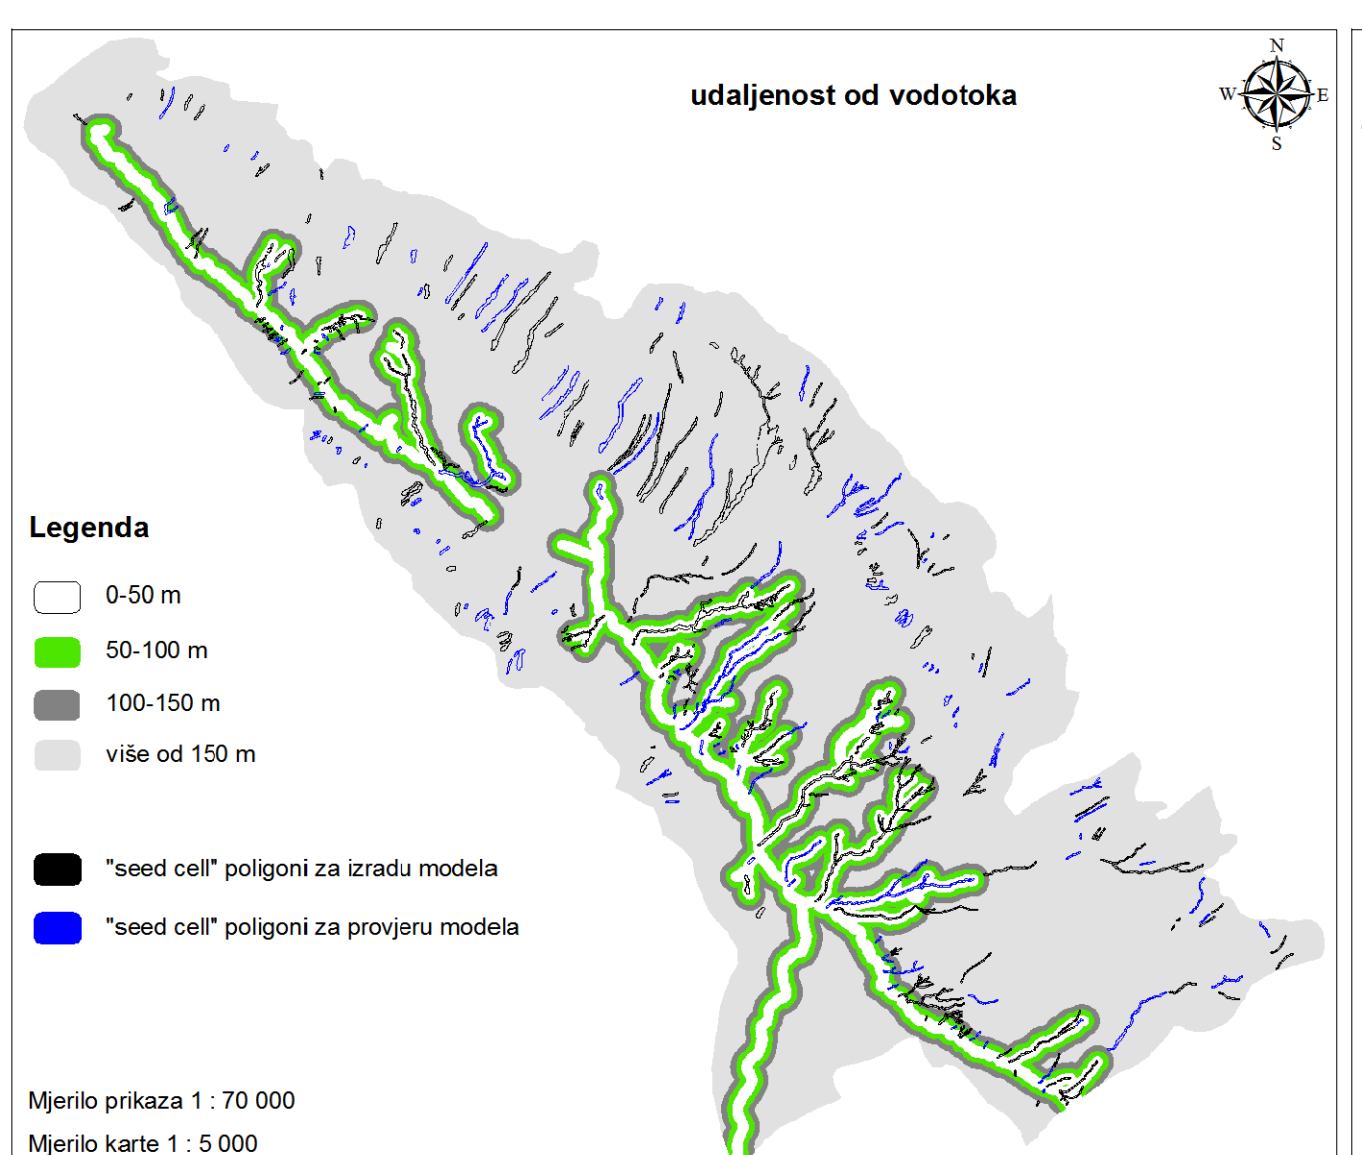 udaljenost od vodotoka
N
W E
S
Legenda
0-50 m
50-100 m
100-150 m
više od 150 m
"seed cell" poligoni za izradu modela
"seed cell" poligoni za provjeru modela
Mjerilo prikaza 1 : 70 000
Mjerilo karte 1 : 5 000